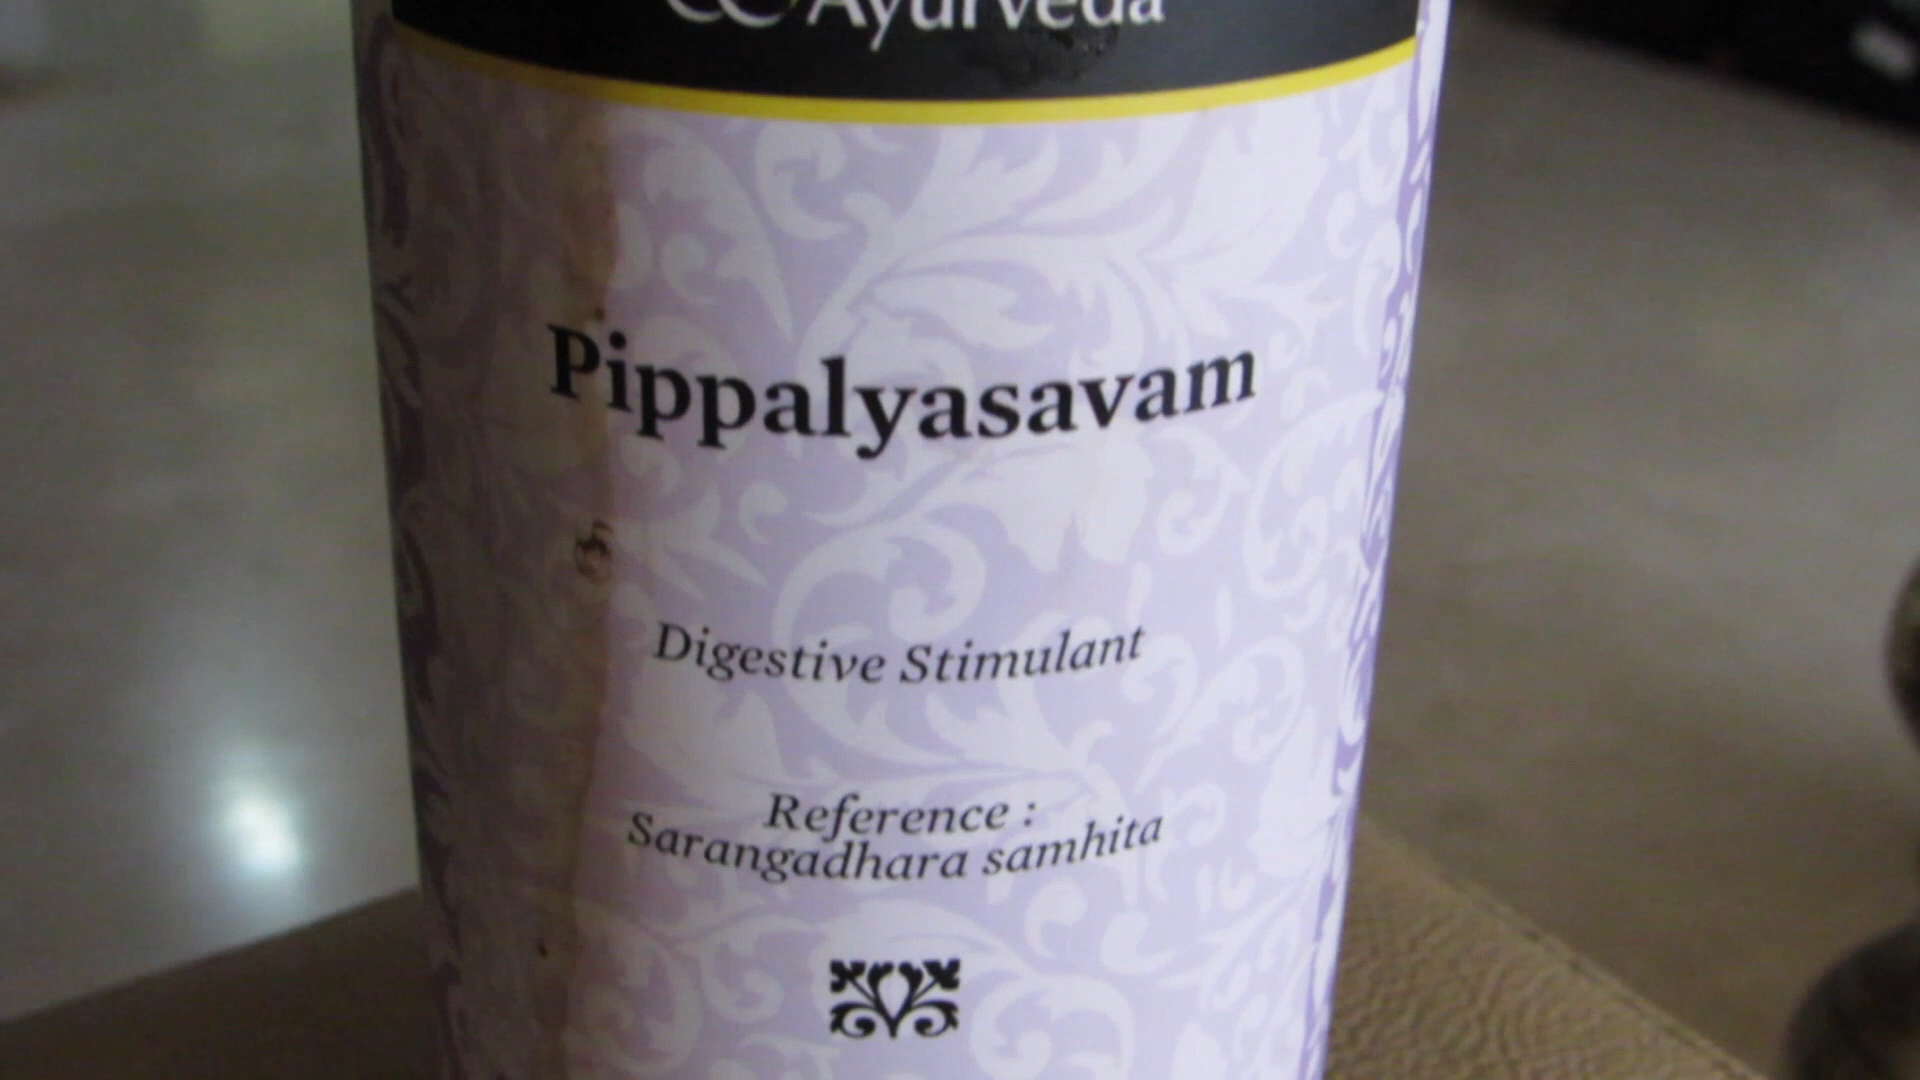 Ayurveda
Pippalyasavam
Digestive Stimulant
Reference :
Sarangadhara samhita